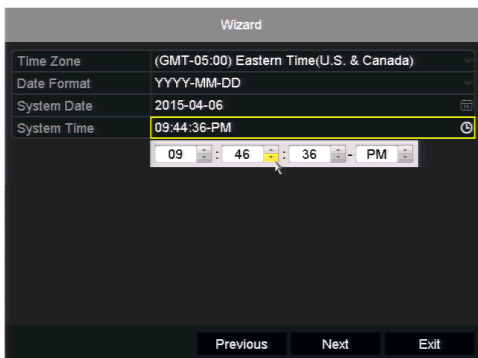 Wizard
Time Zone (GMT-05:00) Eastern Time(U.S. & Canada)
Date Format YYYY-MM-DD
System Date 2015-04-06
System Time 09:44:36-PM
09 : 46 : 36 - PM
Previous Next Exit